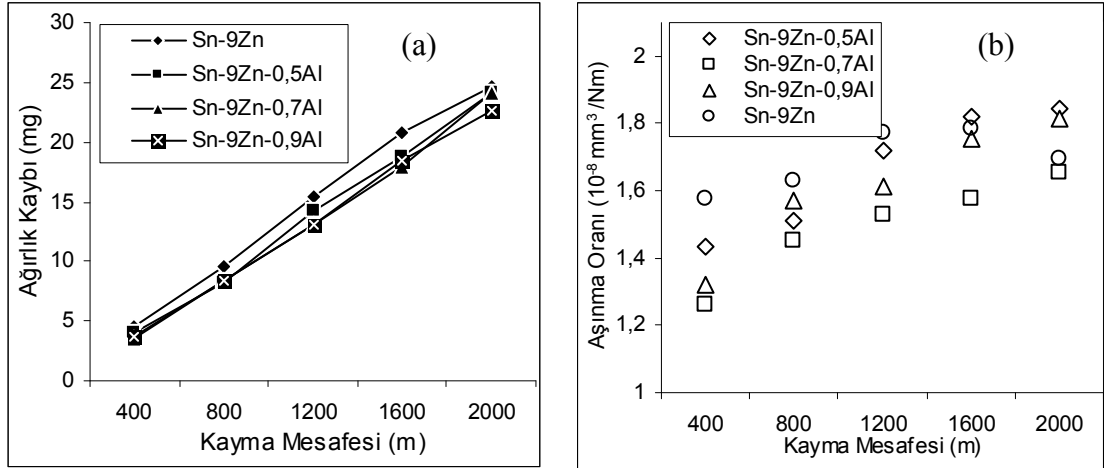 30
25
20
15
10
5
0
Ağırlık Kaybı (mg)
(a)
Sn-9Zn
Sn-9Zn-0,5Al
Sn-9Zn-0,7Al
Sn-9Zn-0,9Al
400 800 1200 1600 2000
Kayma Mesafesi (m)
2
1,8
1,6
1,4
1,2
1
Aşınma Oranı (10⁻⁸ mm³/Nm)
(b)
Sn-9Zn-0,5Al
Sn-9Zn-0,7Al
Sn-9Zn-0,9Al
Sn-9Zn
400 800 1200 1600 2000
Kayma Mesafesi (m)